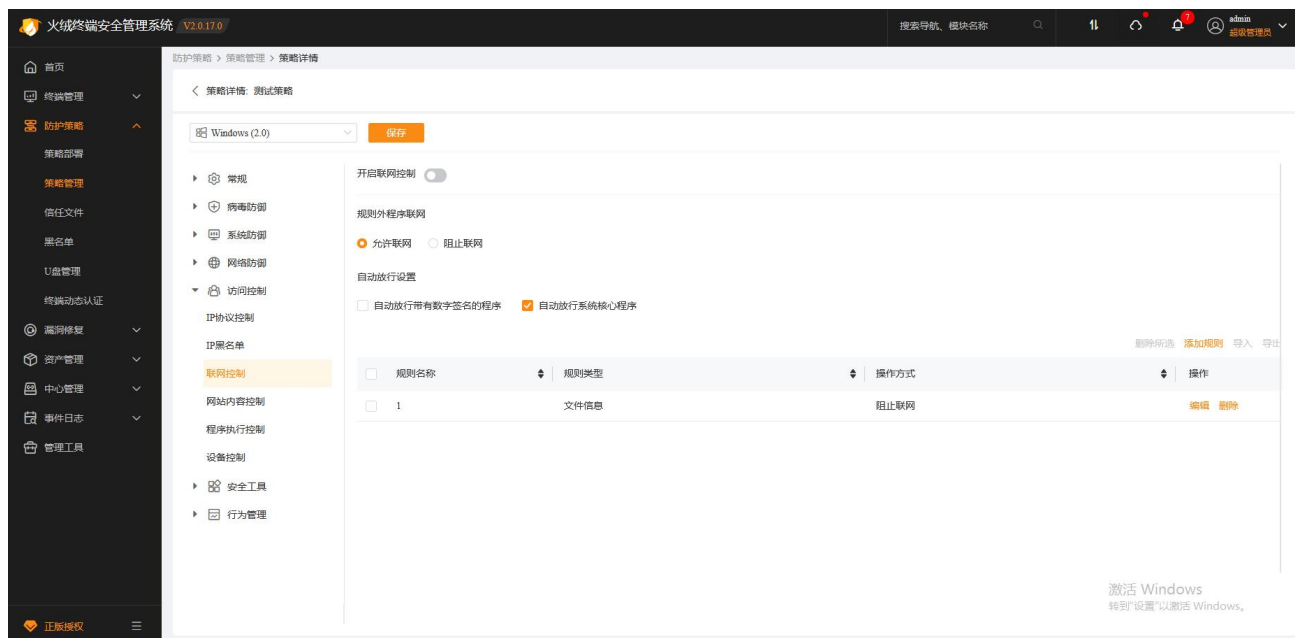 火绒终端安全管理系统 V2.0.17.0
搜索导航、模块名称
7
admin
超级管理员
首页
终端管理
防护策略
策略部署
策略管理
信任文件
黑名单
U盘管理
终端动态认证
漏洞修复
资产管理
中心管理
事件日志
管理工具
正版授权
防护策略 > 策略管理 > 策略详情
策略详情: 测试策略
Windows (2.0)
保存
常规
病毒防御
系统防御
网络防御
访问控制
IP协议控制
IP黑名单
联网控制
网站内容控制
程序执行控制
设备控制
安全工具
行为管理
开启联网控制
规则外程序联网
允许联网 阻止联网
自动放行设置
自动放行带有数字签名的程序 自动放行系统核心程序
删除所选 添加规则 导入 导出
规则名称 规则类型 操作方式 操作
1 文件信息 阻止联网 编辑 删除
激活 Windows
转到"设置"以激活 Windows。